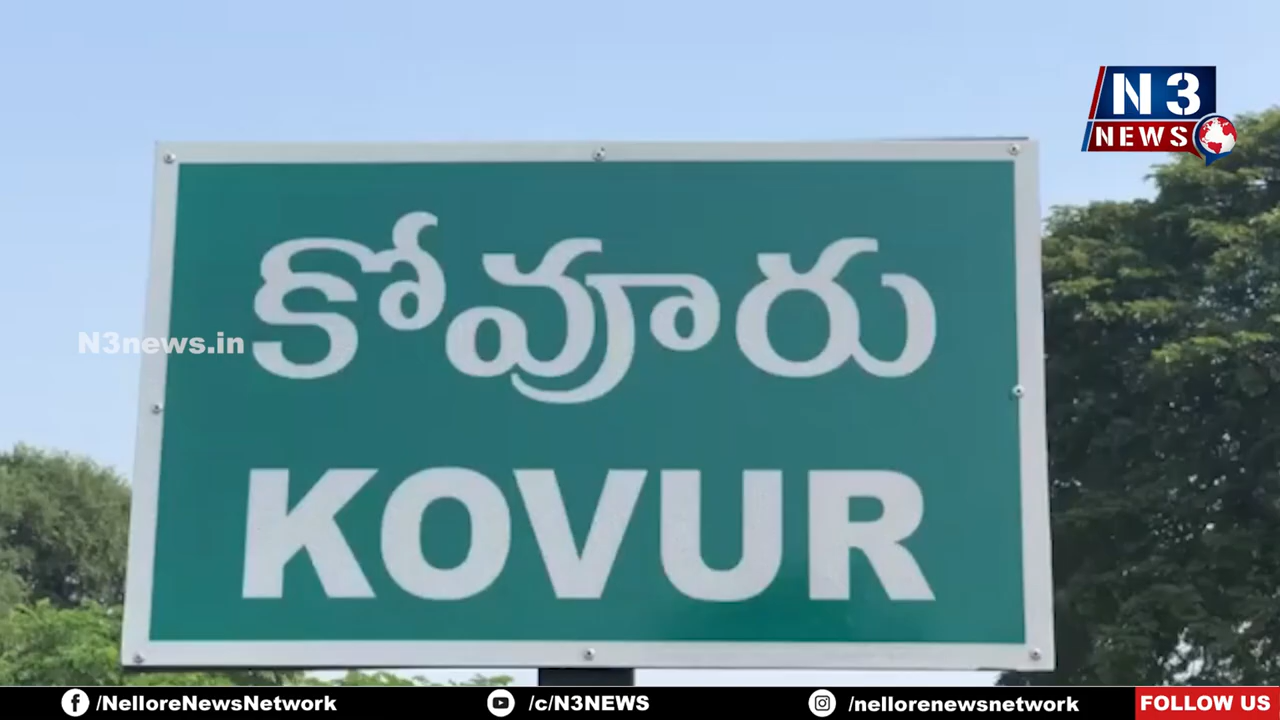 N3
NEWS
కోవూరు
N3news.in
KOVUR
/NelloreNewsNetwork /c/N3NEWS /nellorenewsnetwork FOLLOW US